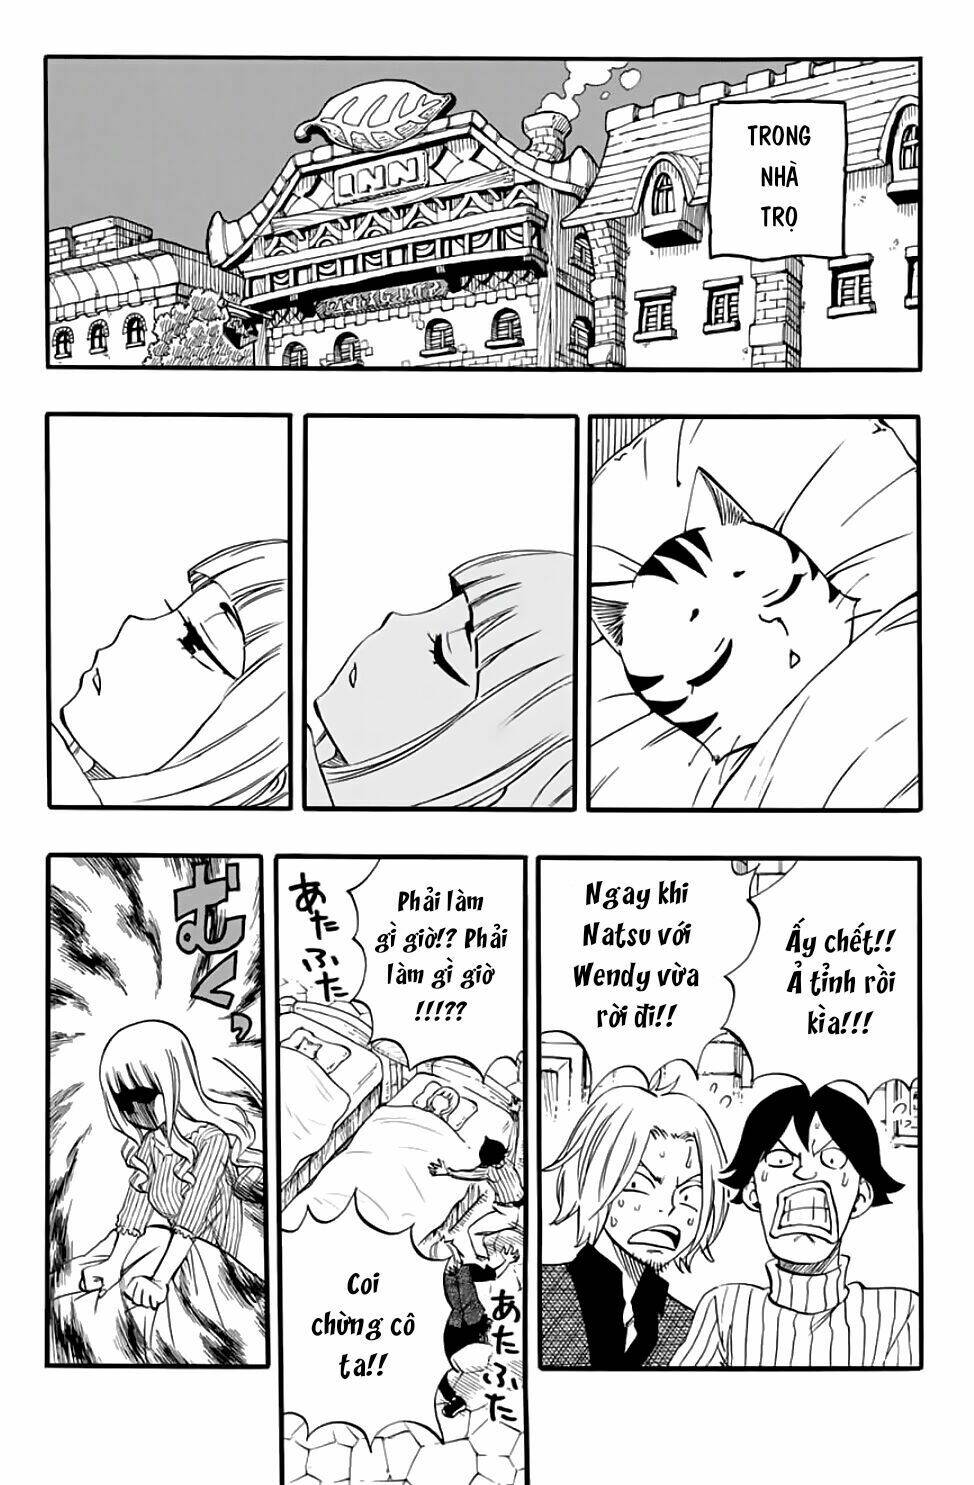 INN
TRONG
NHÀ
TRỌ
Ngay khi
Natsu với
Wendy vừa
rời đi!!
Ấy chết!!
Ả tỉnh rồi
kìa!!!
あたふた
Phải làm
gì giờ!? Phải
làm gì giờ
!!!??
Coi
chừng cô
ta!!
あたふた
むくっ